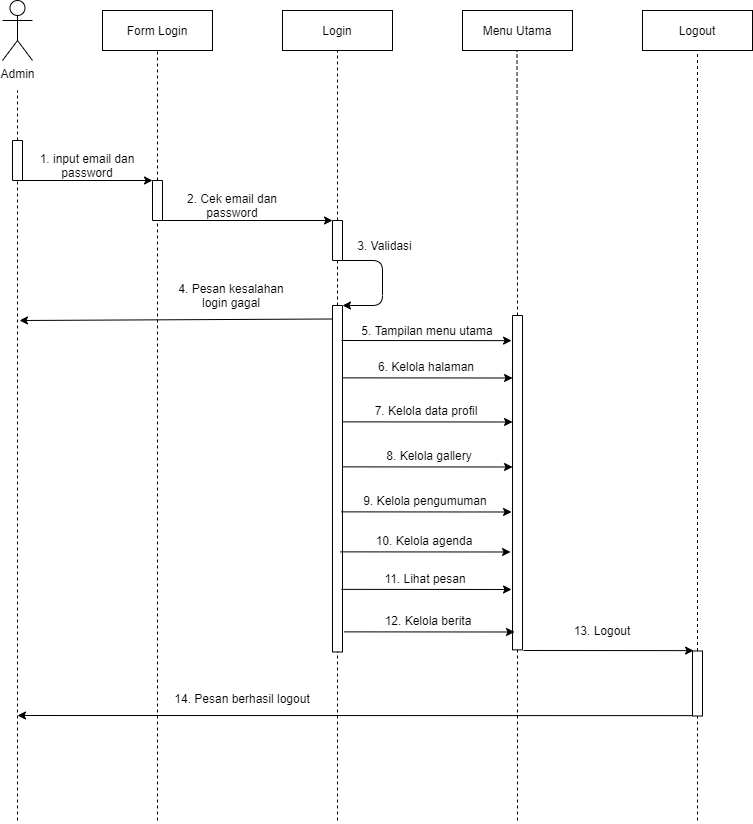 Admin
Form Login
Login
Menu Utama
Logout
1. input email dan
password
2. Cek email dan
password
3. Validasi
4. Pesan kesalahan
login gagal
5. Tampilan menu utama
6. Kelola halaman
7. Kelola data profil
8. Kelola gallery
9. Kelola pengumuman
10. Kelola agenda
11. Lihat pesan
12. Kelola berita
13. Logout
14. Pesan berhasil logout